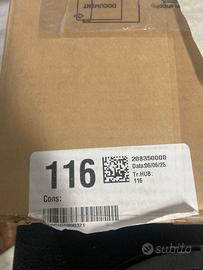 DOCUMENT
116
208350000
Data:06/06/25
Tr.HUB:
116
Cons:
subito